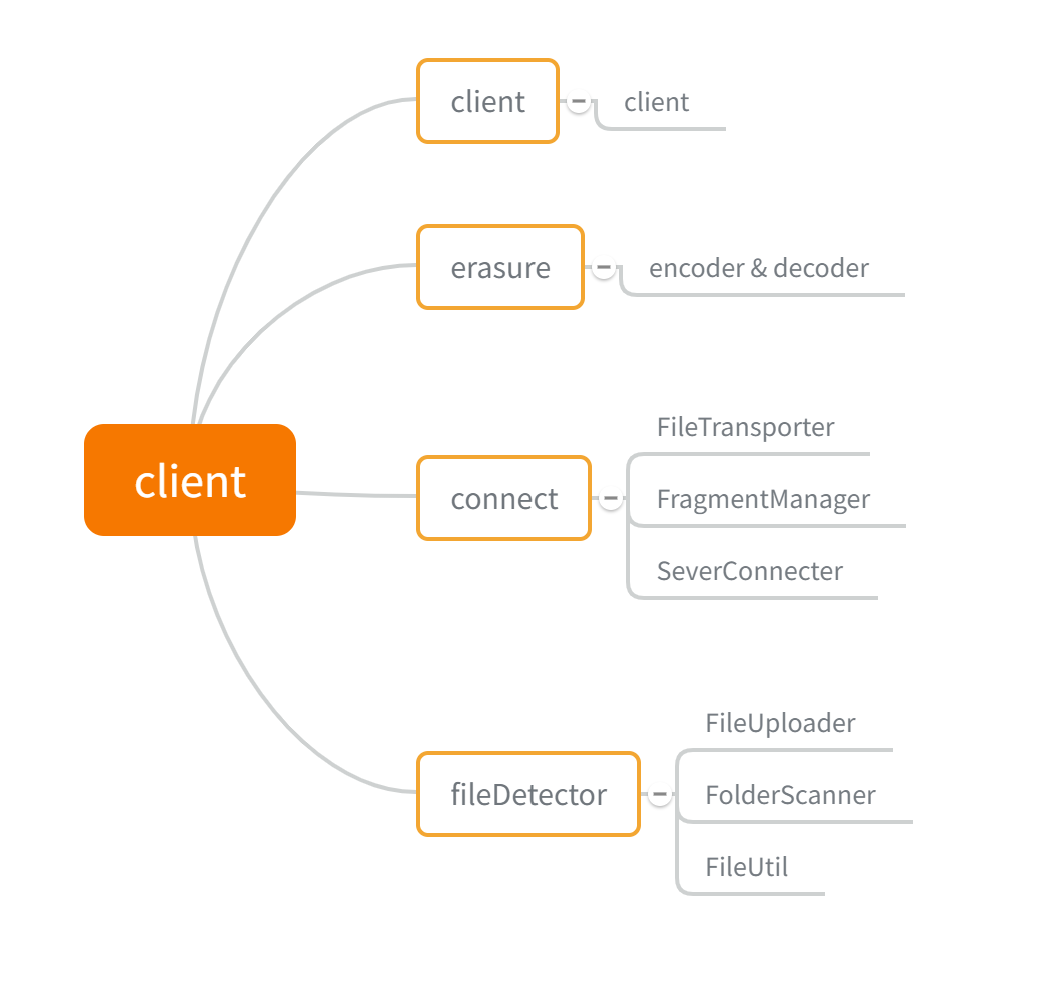 client
client
client
erasure
encoder & decoder
connect
FileTransporter
FragmentManager
SeverConnecter
fileDetector
FileUploader
FolderScanner
FileUtil